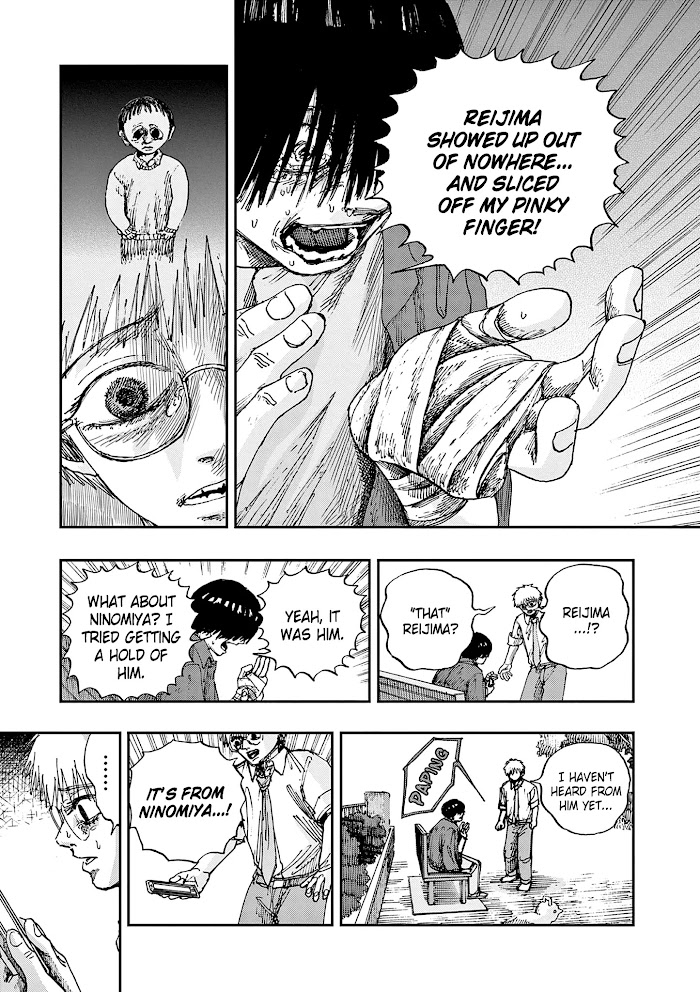 REIJIMA
SHOWED UP OUT
OF NOWHERE...
AND SLICED
OFF MY PINKY
FINGER!
REIJIMA
...!?
"THAT"
REIJIMA?
YEAH, IT
WAS HIM.
WHAT ABOUT
NINOMIYA? I
TRIED GETTING
A HOLD OF
HIM.
I HAVEN'T
HEARD FROM
HIM YET...
PAPING
IT'S FROM
NINOMIYA...!
......